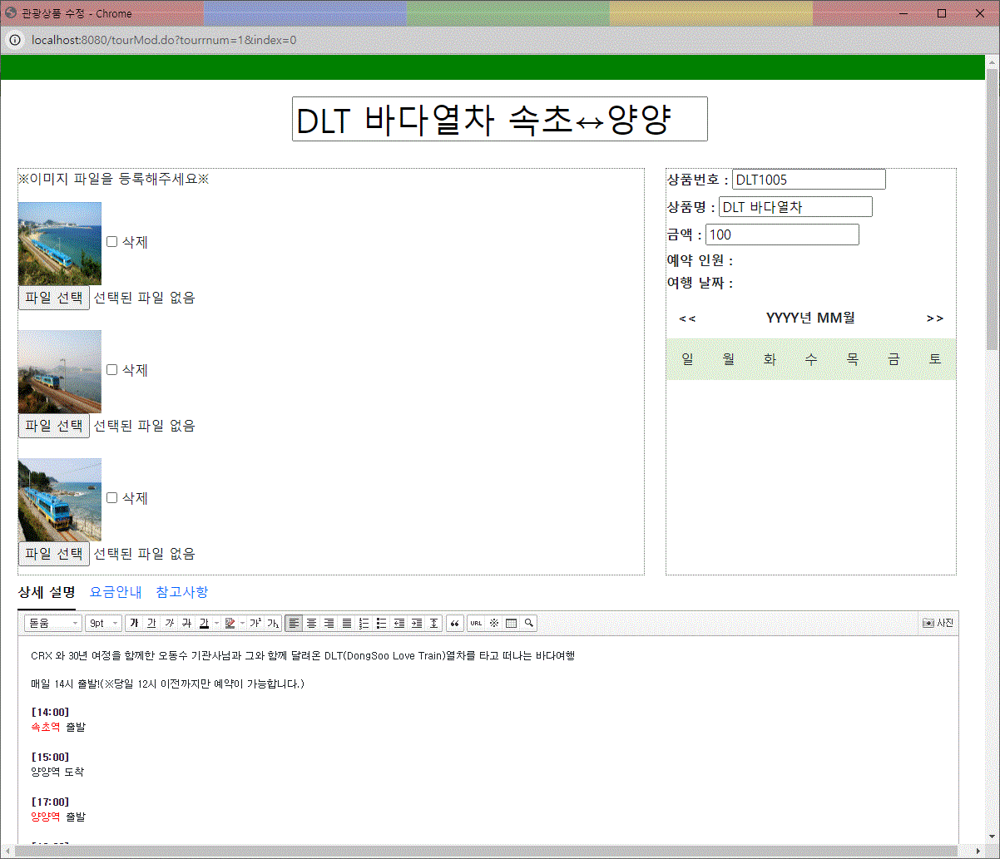 관광상품 수정 - Chrome
localhost:8080/tourMod.do?tourrnum=1&index=0
DLT 바다열차 속초↔양양
※이미지 파일을 등록해주세요※
삭제
파일 선택 선택된 파일 없음
삭제
파일 선택 선택된 파일 없음
삭제
파일 선택 선택된 파일 없음
상품번호 : DLT1005
상품명 : DLT 바다열차
금액 : 100
예약 인원 :
여행 날짜 :
<< YYYY년 MM월 >>
일 월 화 수 목 금 토
상세 설명 요금안내 참고사항
돋움 9pt 가 가 가 가 가 가² 가₁ URL 사진
CRX 와 30년 여정을 함께한 오동수 기관사님과 그와 함께 달려온 DLT(DongSoo Love Train)열차를 타고 떠나는 바다여행
매일 14시 출발!(※당일 12시 이전까지만 예약이 가능합니다.)
[14:00]
속초역 출발
[15:00]
양양역 도착
[17:00]
양양역 출발